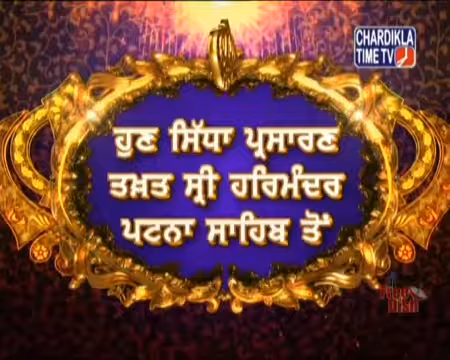 CHARDIKLA
TIME TV
ਹੁਣ ਸਿੱਧਾ ਪ੍ਰਸਾਰਣ
ਤਖ਼ਤ ਸ੍ਰੀ ਹਰਿਮੰਦਰ
ਪਟਨਾ ਸਾਹਿਬ ਤੋਂ